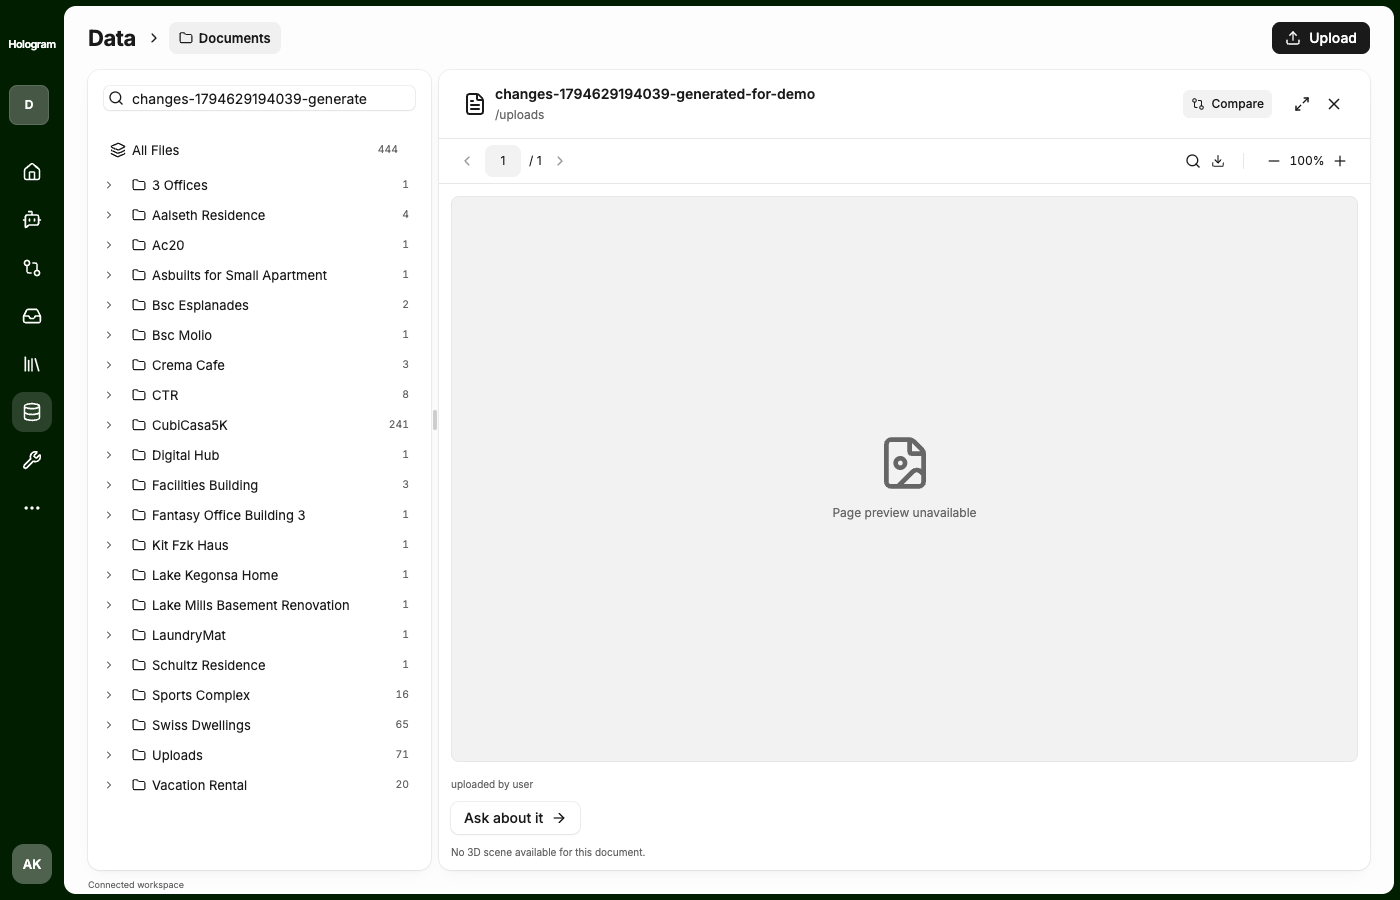 Hologram
D
AK
Data
Documents
Upload
changes-1794629194039-generate
All Files 444
3 Offices 1
Aalseth Residence 4
Ac20 1
Asbuilts for Small Apartment 1
Bsc Esplanades 2
Bsc Molio 1
Crema Cafe 3
CTR 8
CubiCasa5K 241
Digital Hub 1
Facilities Building 3
Fantasy Office Building 3 1
Kit Fzk Haus 1
Lake Kegonsa Home 1
Lake Mills Basement Renovation 1
LaundryMat 1
Schultz Residence 1
Sports Complex 16
Swiss Dwellings 65
Uploads 71
Vacation Rental 20
changes-1794629194039-generated-for-demo
/uploads
Compare
1 / 1
100%
Page preview unavailable
uploaded by user
Ask about it
No 3D scene available for this document.
Connected workspace